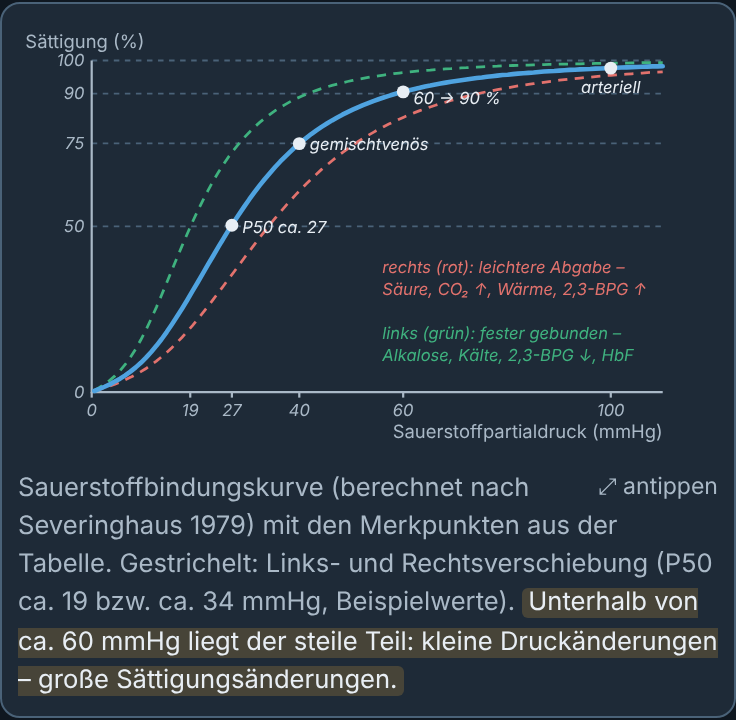 Sättigung (%)
100
90
75
50
0
60 → 90 %
arteriell
gemischtvenös
P50 ca. 27
rechts (rot): leichtere Abgabe –
Säure, CO₂ ↑, Wärme, 2,3-BPG ↑
links (grün): fester gebunden –
Alkalose, Kälte, 2,3-BPG ↓, HbF
0 19 27 40 60 100
Sauerstoffpartialdruck (mmHg)
Sauerstoffbindungskurve (berechnet nach ⤢ antippen
Severinghaus 1979) mit den Merkpunkten aus der
Tabelle. Gestrichelt: Links- und Rechtsverschiebung (P50
ca. 19 bzw. ca. 34 mmHg, Beispielwerte). Unterhalb von
ca. 60 mmHg liegt der steile Teil: kleine Druckänderungen
– große Sättigungsänderungen.